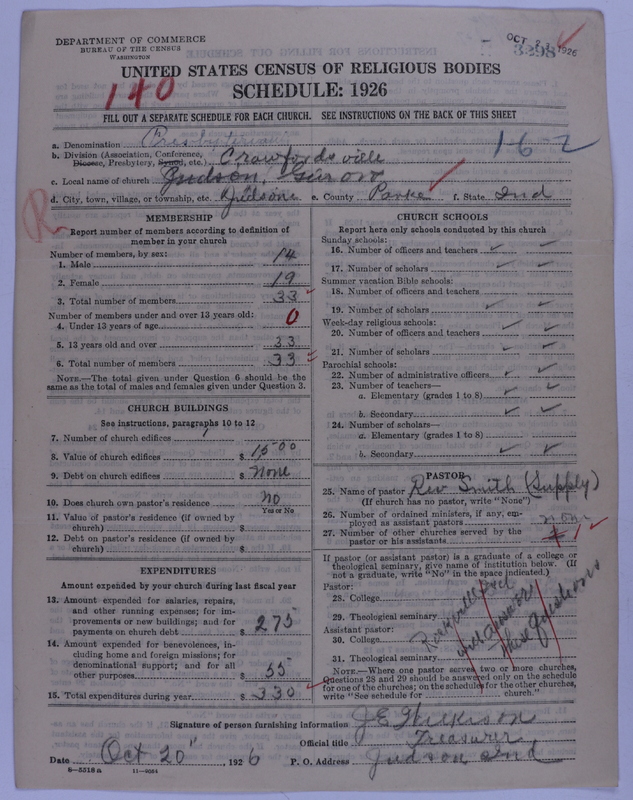 DEPARTMENT OF COMMERCE
BUREAU OF THE CENSUS
WASHINGTON
OCT 23 1926
3298
UNITED STATES CENSUS OF RELIGIOUS BODIES
140
SCHEDULE: 1926
FILL OUT A SEPARATE SCHEDULE FOR EACH CHURCH. SEE INSTRUCTIONS ON THE BACK OF THIS SHEET
162
a. Denomination Presbyterian
b. Division (Association, Conference, Diocese, Presbytery, Synod, etc.) Crawfordsville
c. Local name of church Judson,
d. City, town, village, or township, etc. Judson e. County Parke f. State Ind
R
MEMBERSHIP
Report number of members according to definition of member in your church
Number of members, by sex:
1. Male 14
2. Female 19
3. Total number of members 33
Number of members under and over 13 years old:
4. Under 13 years of age 0
5. 13 years old and over 33
6. Total number of members 33
NOTE.—The total given under Question 6 should be the same as the total of males and females given under Question 3.
CHURCH BUILDINGS
See instructions, paragraphs 10 to 12
7. Number of church edifices 1
8. Value of church edifices $ 1500
9. Debt on church edifices $ None
10. Does church own pastor's residence No
Yes or No
11. Value of pastor's residence (if owned by church) $
12. Debt on pastor's residence (if owned by church) $
EXPENDITURES
Amount expended by your church during last fiscal year
13. Amount expended for salaries, repairs, and other running expenses; for improvements or new buildings; and for payments on church debt $ 275
14. Amount expended for benevolences, including home and foreign missions; for denominational support; and for all other purposes $ 55
15. Total expenditures during year $ 330
CHURCH SCHOOLS
Report here only schools conducted by this church
Sunday schools:
16. Number of officers and teachers
17. Number of scholars
Summer vacation Bible schools:
18. Number of officers and teachers
19. Number of scholars
Week-day religious schools:
20. Number of officers and teachers
21. Number of scholars
Parochial schools:
22. Number of administrative officers
23. Number of teachers—
a. Elementary (grades 1 to 8)
b. Secondary
24. Number of scholars—
a. Elementary (grades 1 to 8)
b. Secondary
PASTOR
25. Name of pastor Rev Smith (Supply)
(If church has no pastor, write "None")
26. Number of ordained ministers, if any, employed as assistant pastors none
27. Number of other churches served by the pastor or his assistants 1
If pastor (or assistant pastor) is a graduate of a college or theological seminary, give name of institution below. (If not a graduate, write "No" in the space indicated.)
Pastor:
28. College
29. Theological seminary
Assistant pastor:
30. College
31. Theological seminary
Rockville Pres will answer these questions
NOTE.—Where one pastor serves two or more churches, Questions 28 and 29 should be answered only on the schedule for one of the churches; on the schedule for the other churches, write "See schedule for church."
Signature of person furnishing information J E Wilkison
Official title Treasurer
Date Oct 20", 1926 P. O. Address Judson Ind
8—5518 a 11—9084